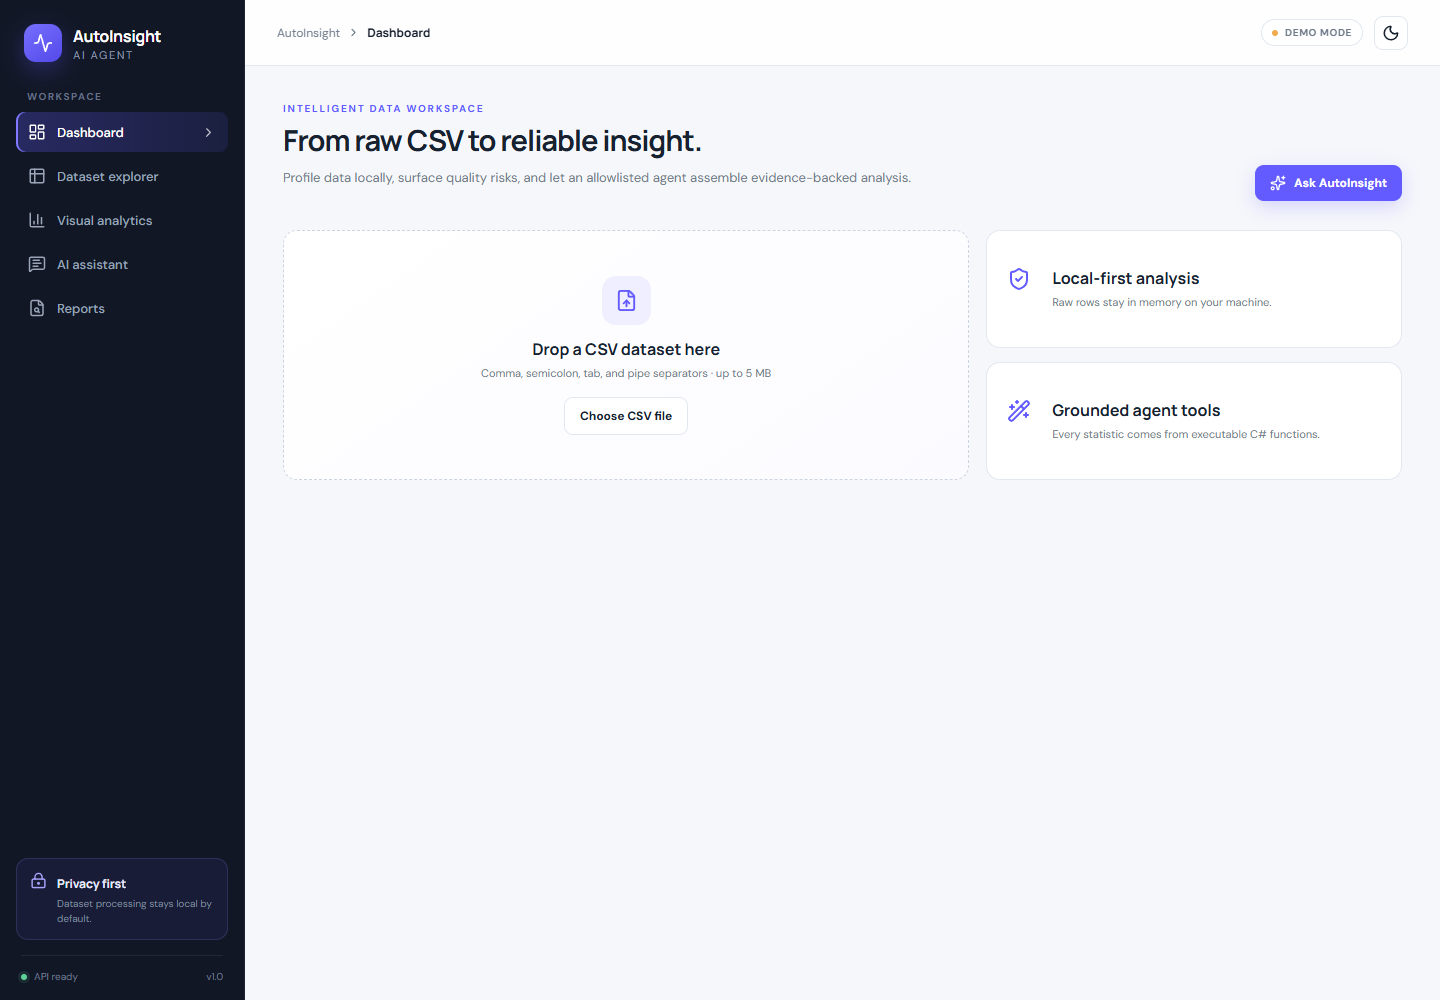 AutoInsight
AI AGENT
WORKSPACE
Dashboard
Dataset explorer
Visual analytics
AI assistant
Reports
Privacy first
Dataset processing stays local by
default.
API ready
v1.0
AutoInsight
Dashboard
DEMO MODE
INTELLIGENT DATA WORKSPACE
From raw CSV to reliable insight.
Profile data locally, surface quality risks, and let an allowlisted agent assemble evidence-backed analysis.
Ask AutoInsight
Drop a CSV dataset here
Comma, semicolon, tab, and pipe separators · up to 5 MB
Choose CSV file
Local-first analysis
Raw rows stay in memory on your machine.
Grounded agent tools
Every statistic comes from executable C# functions.